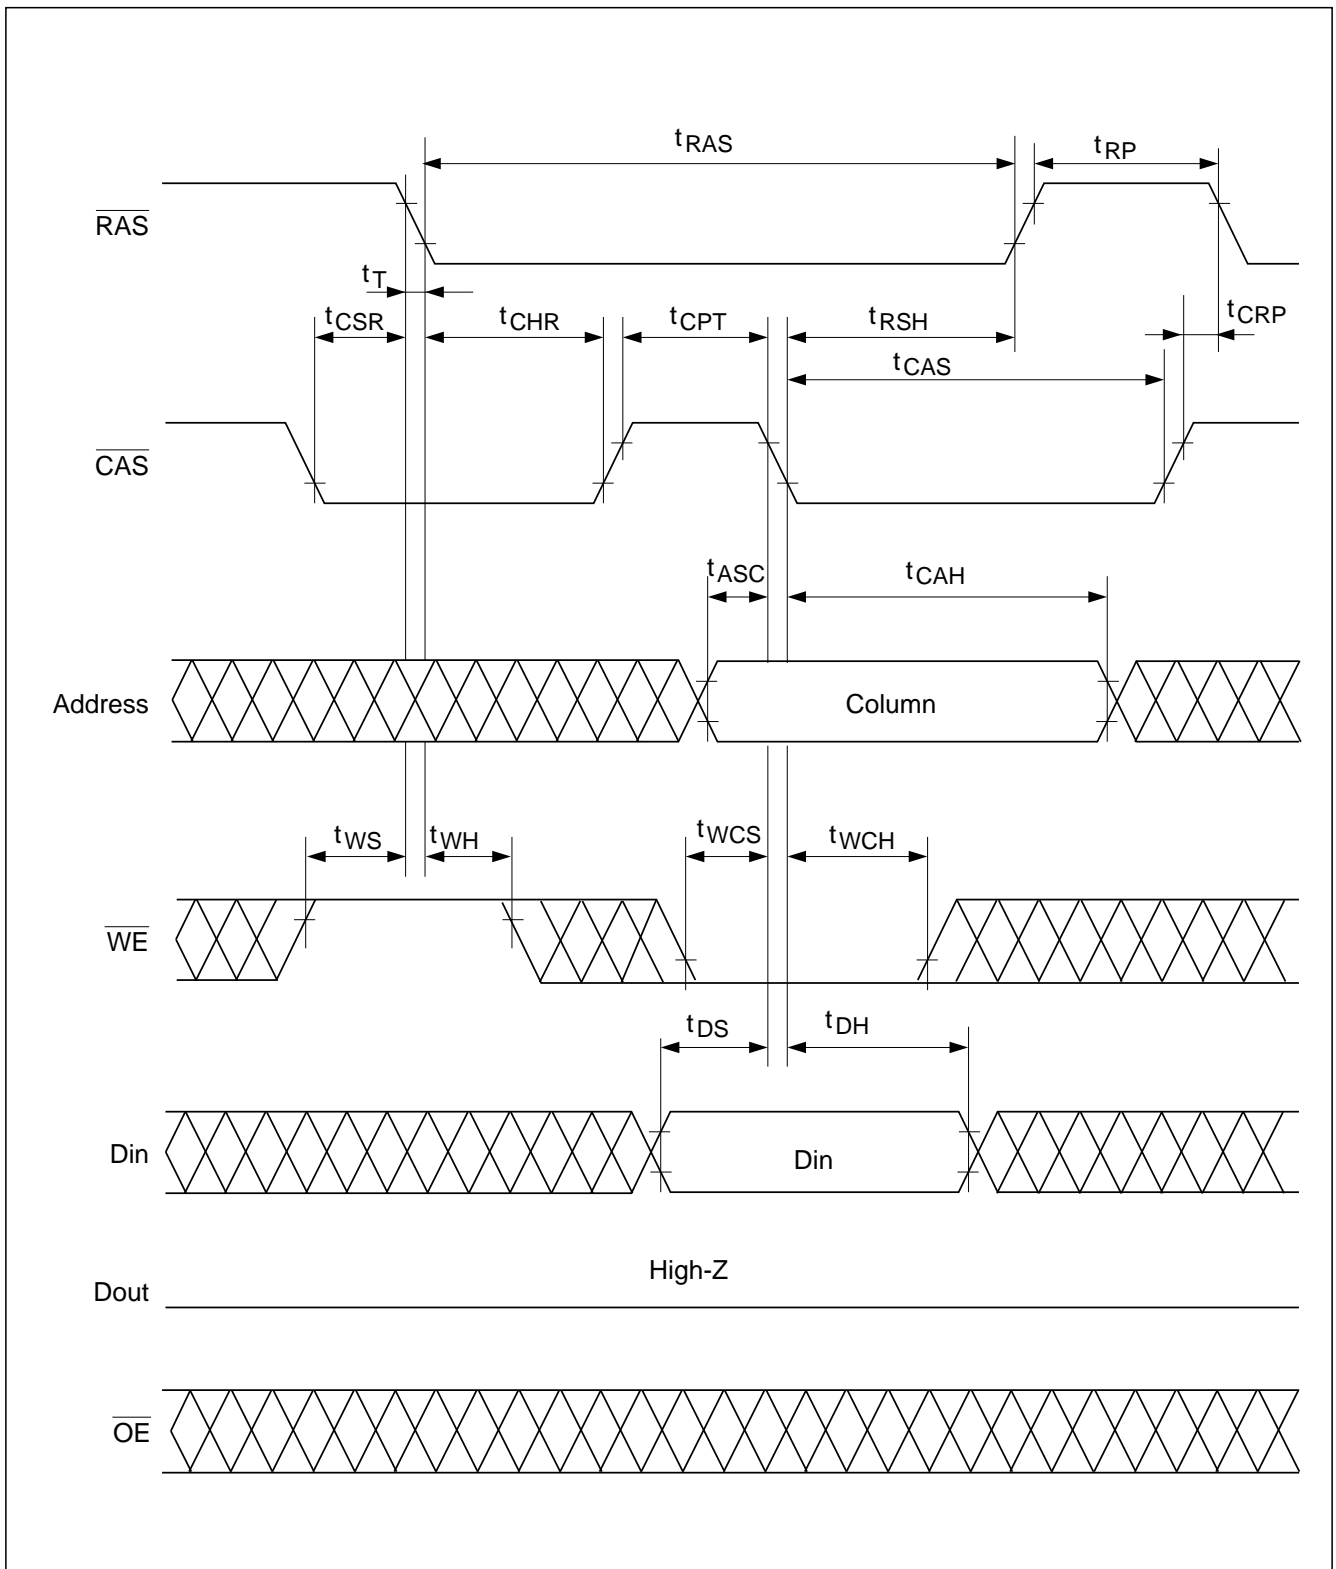 tRAS
tRP
RAS
tT
tCSR
tCHR
tCPT
tRSH
tCRP
tCAS
CAS
tASC
tCAH
Address
Column
tWS
tWH
tWCS
tWCH
WE
tDS
tDH
Din
Din
High-Z
Dout
OE